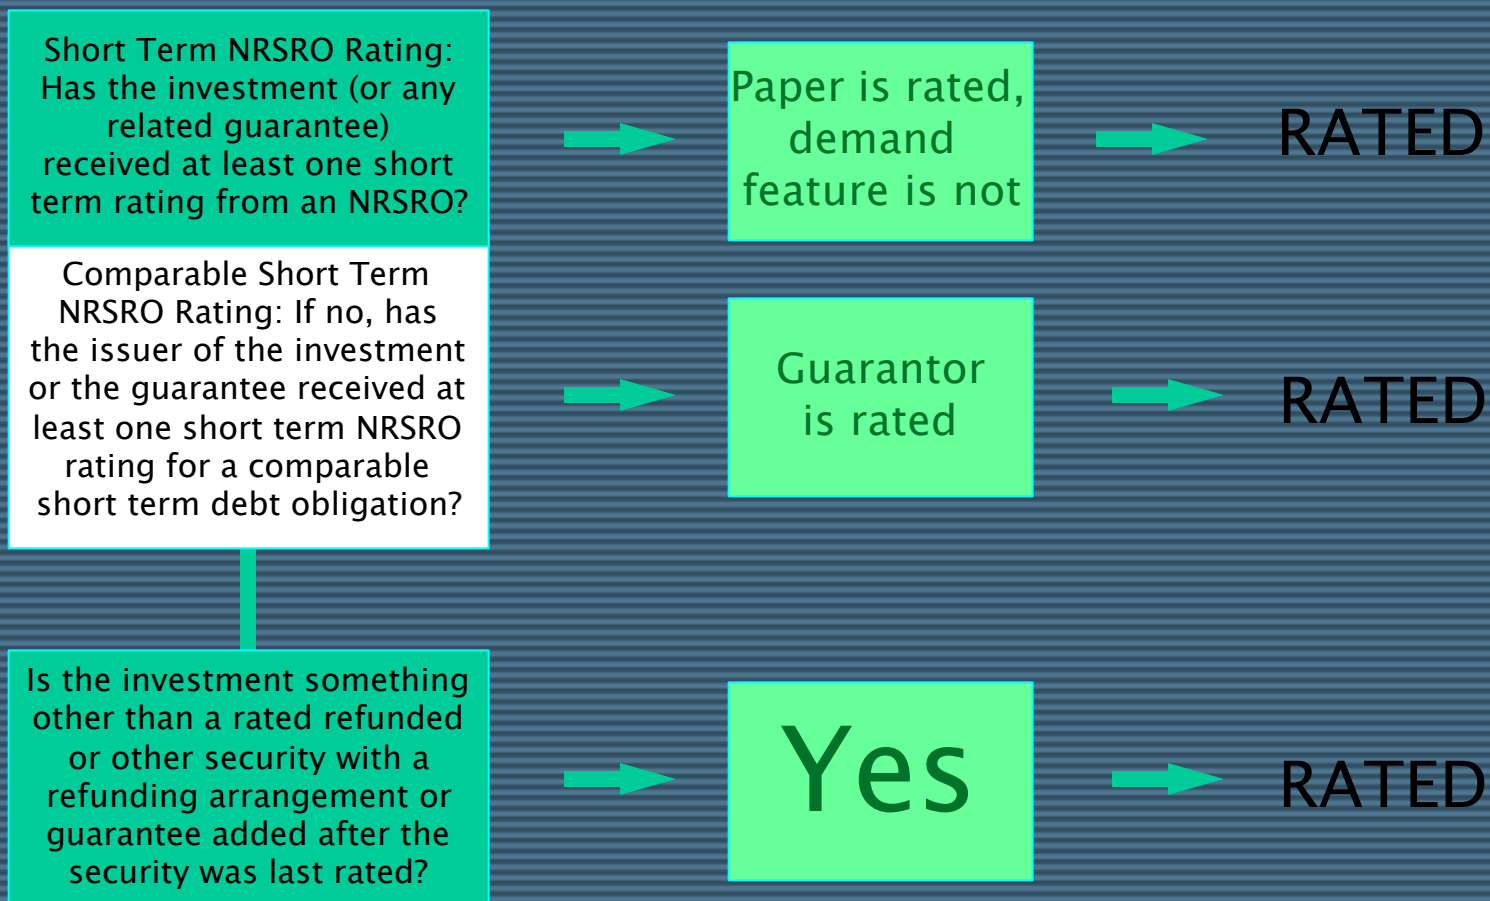 Short Term NRSRO Rating:
Has the investment (or any
related guarantee)
received at least one short
term rating from an NRSRO?
Paper is rated,
demand
feature is not
RATED
Comparable Short Term
NRSRO Rating: If no, has
the issuer of the investment
or the guarantee received at
least one short term NRSRO
rating for a comparable
short term debt obligation?
Guarantor
is rated
RATED
Is the investment something
other than a rated refunded
or other security with a
refunding arrangement or
guarantee added after the
security was last rated?
Yes
RATED